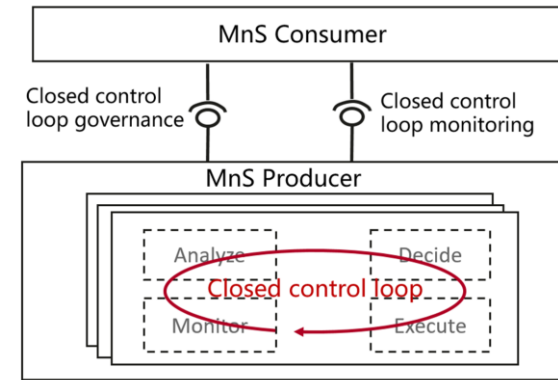 MnS Consumer
Closed control
loop governance
Closed control
loop monitoring
MnS Producer
Analyze
Decide
Closed control loop
Monitor
Execute